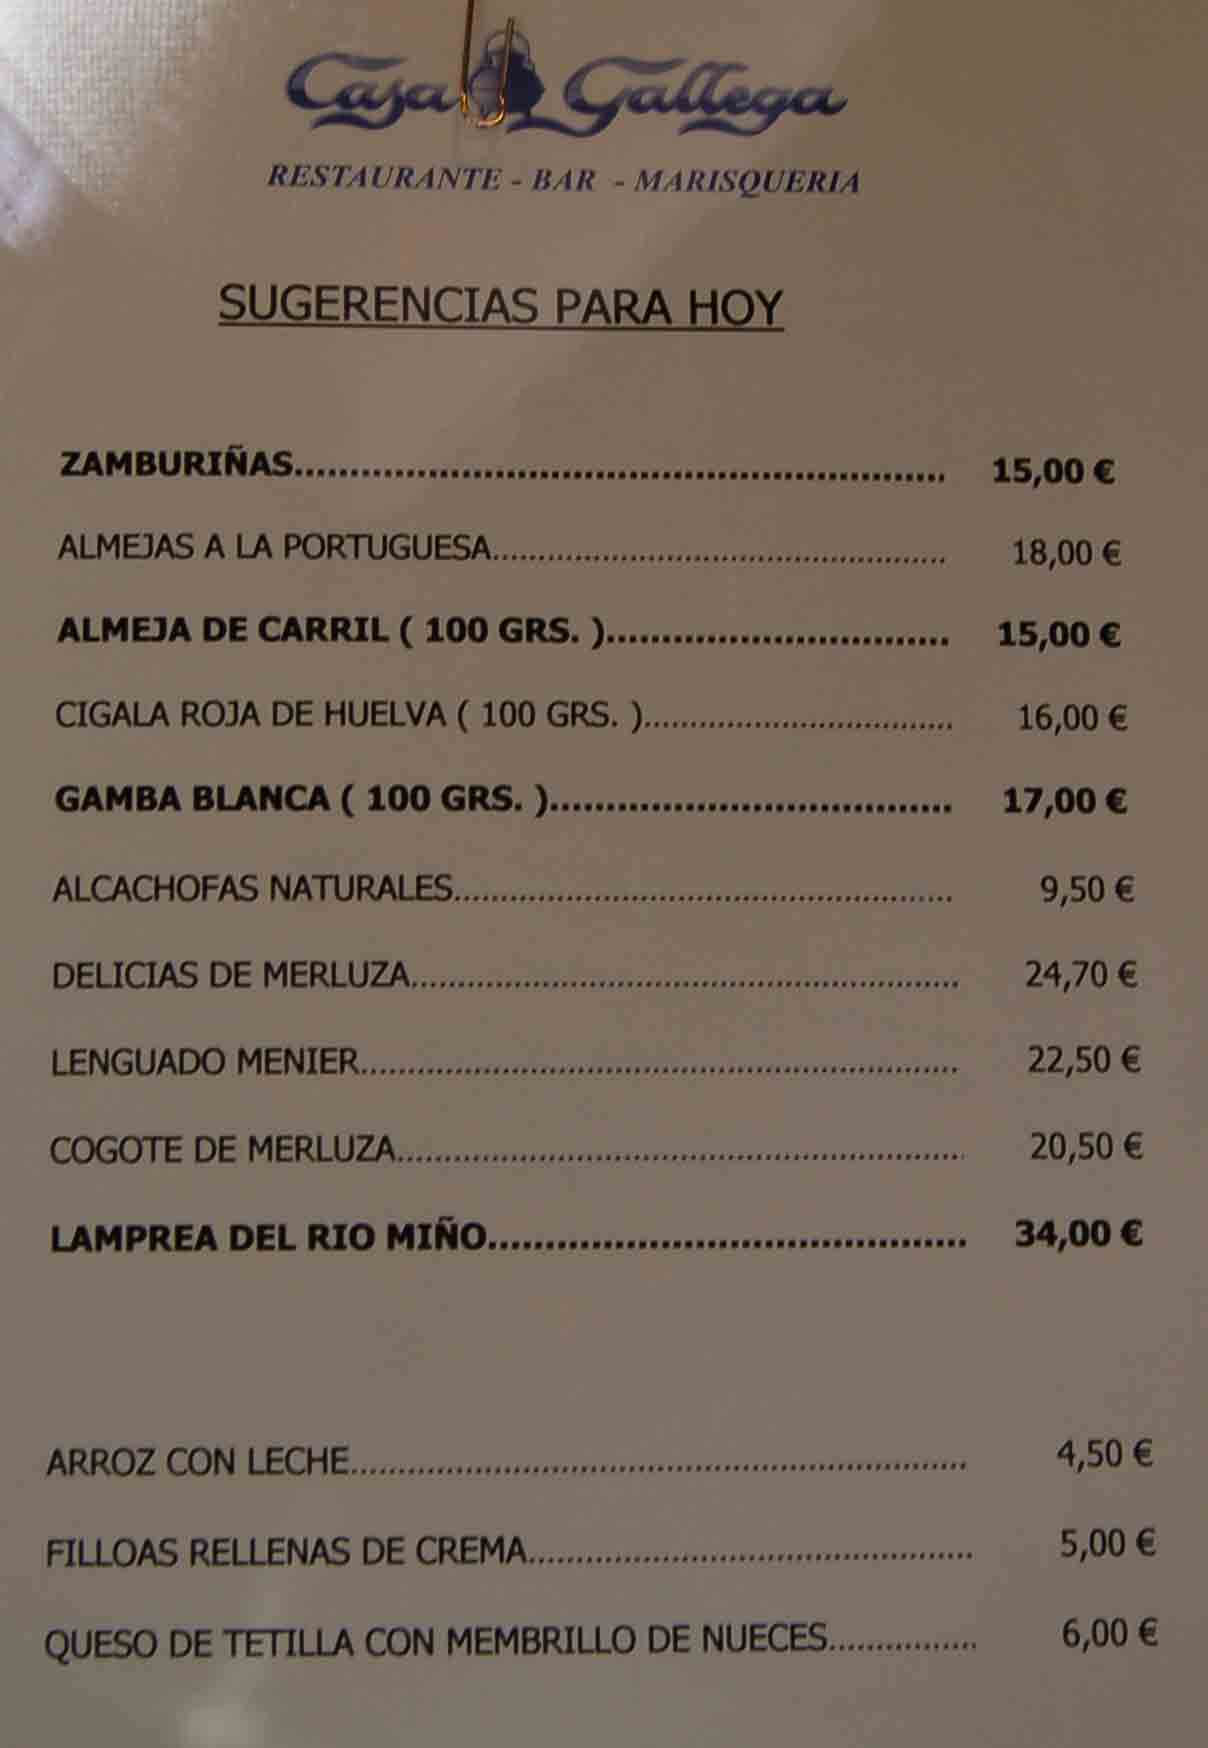 Casa Gallega
RESTAURANTE - BAR - MARISQUERIA
SUGERENCIAS PARA HOY
ZAMBURIÑAS.......................................................... 15,00 €
ALMEJAS A LA PORTUGUESA................................................. 18,00 €
ALMEJA DE CARRIL ( 100 GRS. )............................... 15,00 €
CIGALA ROJA DE HUELVA ( 100 GRS. )................................. 16,00 €
GAMBA BLANCA ( 100 GRS. ).................................... 17,00 €
ALCACHOFAS NATURALES..................................................... 9,50 €
DELICIAS DE MERLUZA.......................................................... 24,70 €
LENGUADO MENIER............................................................... 22,50 €
COGOTE DE MERLUZA............................................................ 20,50 €
LAMPREA DEL RIO MIÑO.......................................... 34,00 €
ARROZ CON LECHE................................................................. 4,50 €
FILLOAS RELLENAS DE CREMA............................................... 5,00 €
QUESO DE TETILLA CON MEMBRILLO DE NUECES................ 6,00 €